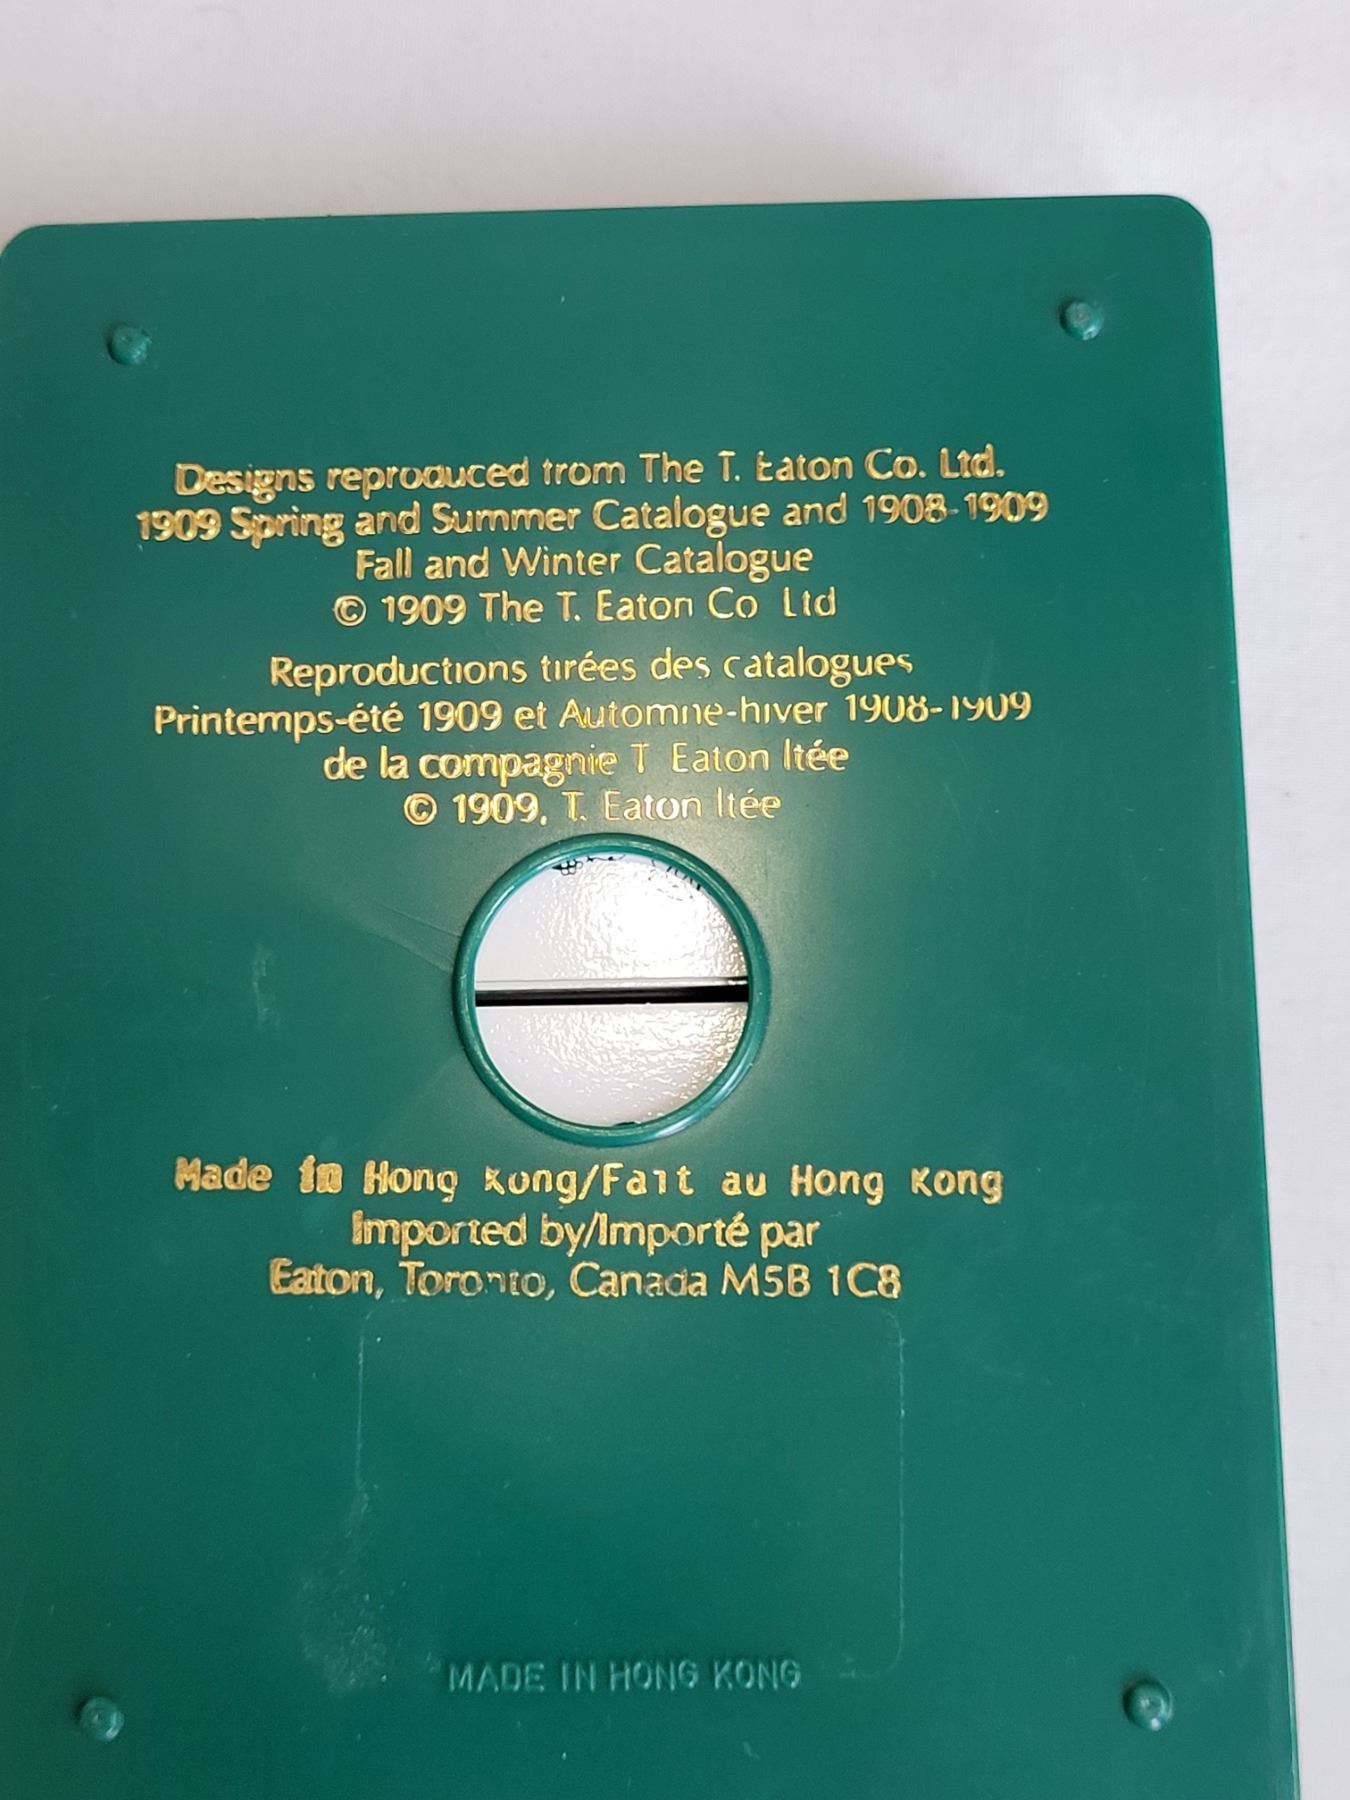 Designs reproduced from The T. Eaton Co. Ltd.
1909 Spring and Summer Catalogue and 1908-1909
Fall and Winter Catalogue
© 1909 The T. Eaton Co Ltd
Reproductions tirées des catalogues
Printemps-été 1909 et Automne-hiver 1908-1909
de la compagnie T Eaton ltée
© 1909, T. Eaton ltée
Made in Hong Kong/Fait au Hong Kong
Imported by/Importé par
Eaton, Toronto, Canada M5B 1C8
MADE IN HONG KONG